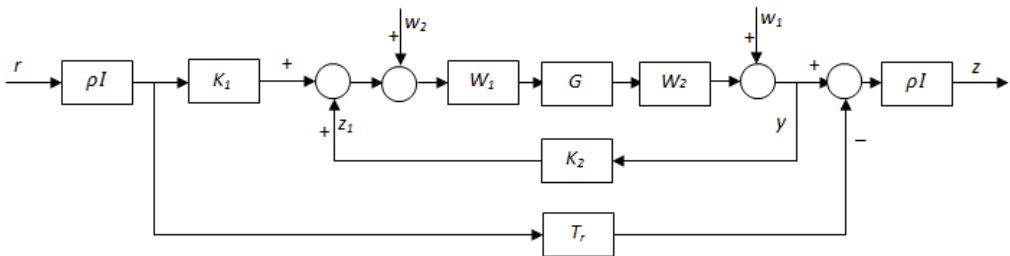 w₂ w₁
r ρI K₁ + + W₁ G W₂ + + ρI z
+ z₁ y −
K₂
Tᵣ